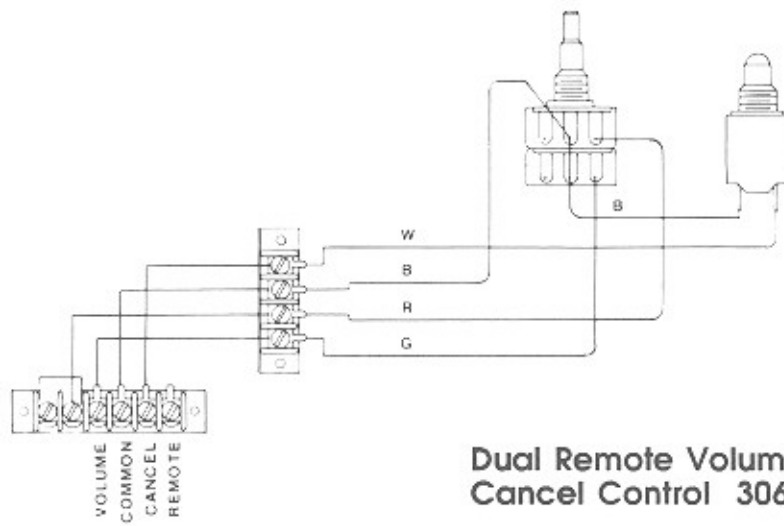 B
W
B
R
G
VOLUME
COMMON
CANCEL
REMOTE
Dual Remote Volum
Cancel Control 306